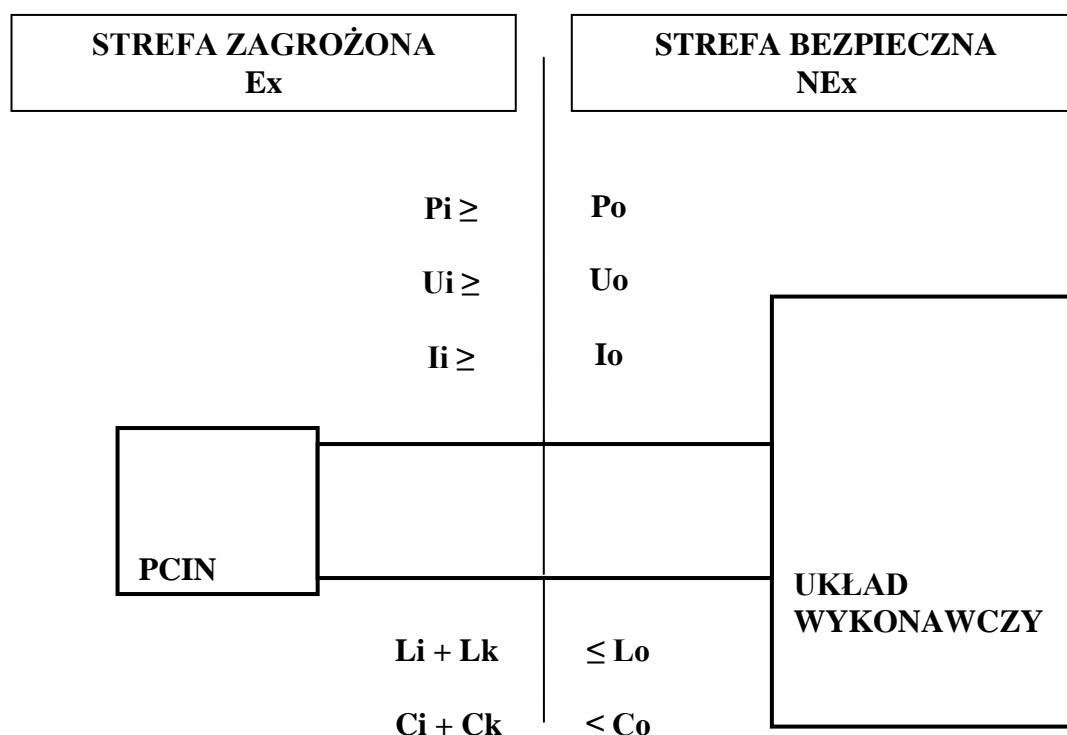 STREFA ZAGROŻONA
Ex
STREFA BEZPIECZNA
NEx
Pi ≥ Po
Ui ≥ Uo
Ii ≥ Io
PCIN
UKŁAD
WYKONAWCZY
Li + Lk ≤ Lo
Ci + Ck < Co